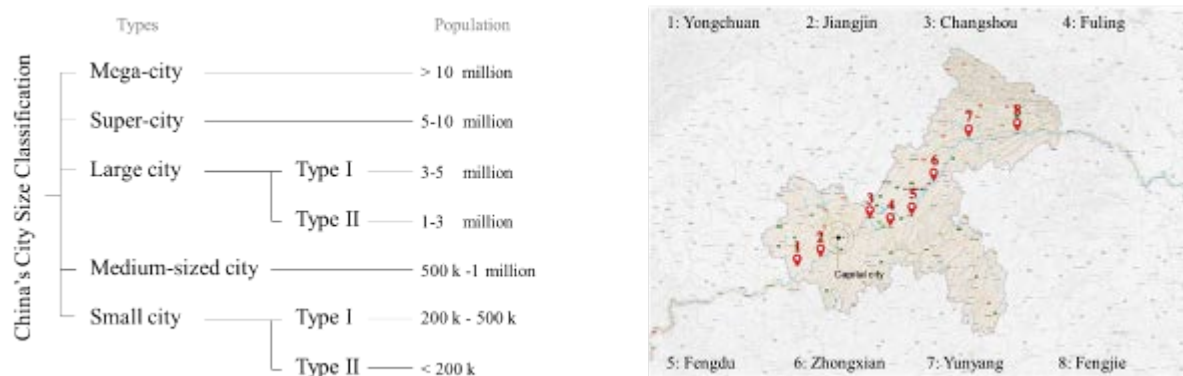 Types Population
China's City Size Classification
Mega-city > 10 million
Super-city 5-10 million
Large city Type I 3-5 million
Type II 1-3 million
Medium-sized city 500 k -1 million
Small city Type I 200 k - 500 k
Type II < 200 k
1: Yongchuan 2: Jiangjin 3: Changshou 4: Fuling
8
7
6
5
3
4
2
1
Capital city
5: Fengdu 6: Zhongxian 7: Yunyang 8: Fengjie